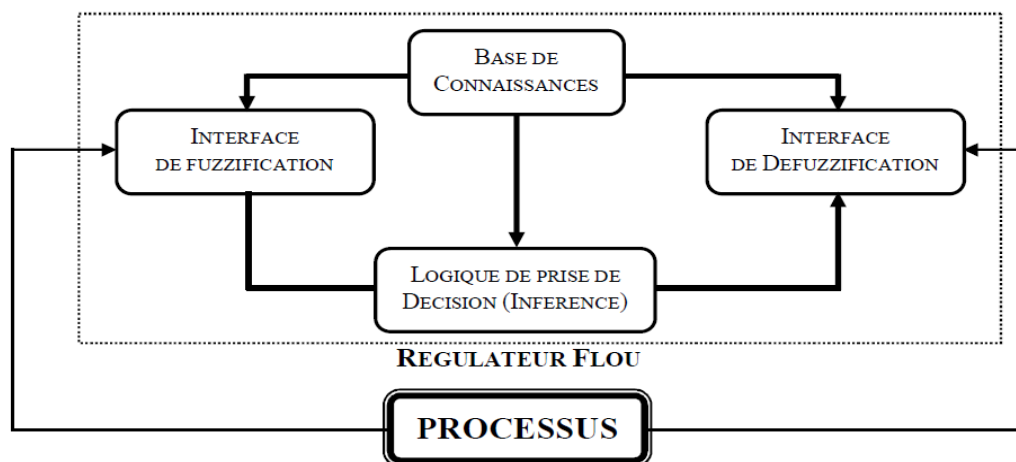 BASE DE
CONNAISSANCES
INTERFACE
DE FUZZIFICATION
INTERFACE
DE DEFUZZIFICATION
LOGIQUE DE PRISE DE
DECISION (INFERENCE)
REGULATEUR FLOU
PROCESSUS